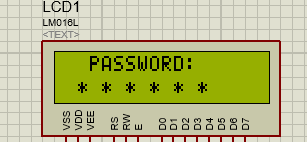 LCD1
LM016L
<TEXT>
PASSWORD:
* * * * * *
VSS VDD VEE RS RW E D0 D1 D2 D3 D4 D5 D6 D7